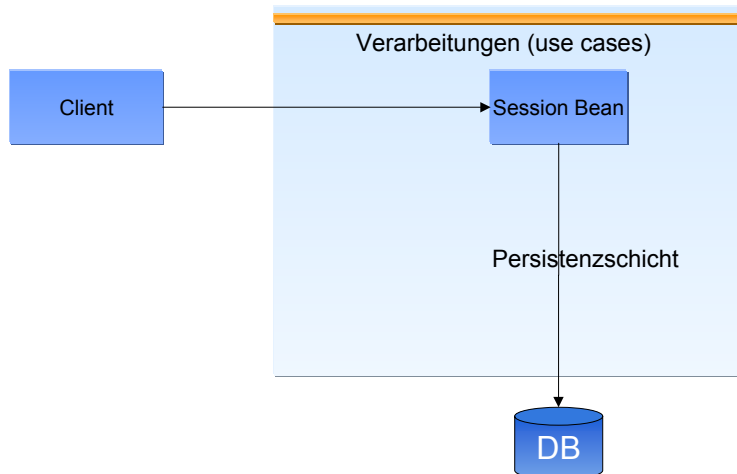 Verarbeitungen (use cases)
Client
Session Bean
Persistenzschicht
DB